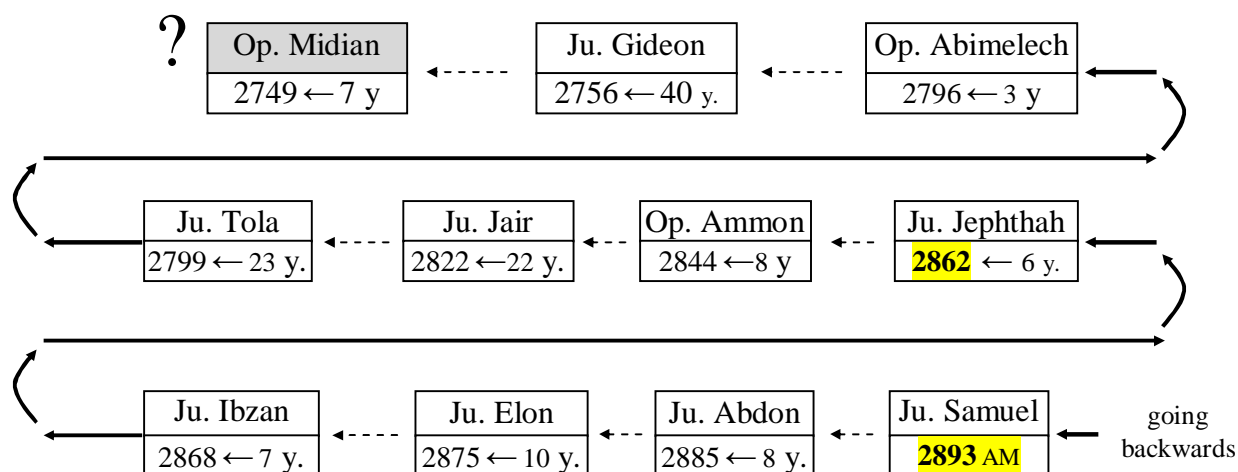 ?
Op. Midian
2749 ← 7 y
Ju. Gideon
2756 ← 40 y.
Op. Abimelech
2796 ← 3 y
Ju. Tola
2799 ← 23 y.
Ju. Jair
2822 ←22 y.
Op. Ammon
2844 ←8 y
Ju. Jephthah
2862 ← 6 y.
Ju. Ibzan
2868 ← 7 y.
Ju. Elon
2875 ← 10 y.
Ju. Abdon
2885 ← 8 y.
Ju. Samuel
2893 AM
going
backwards